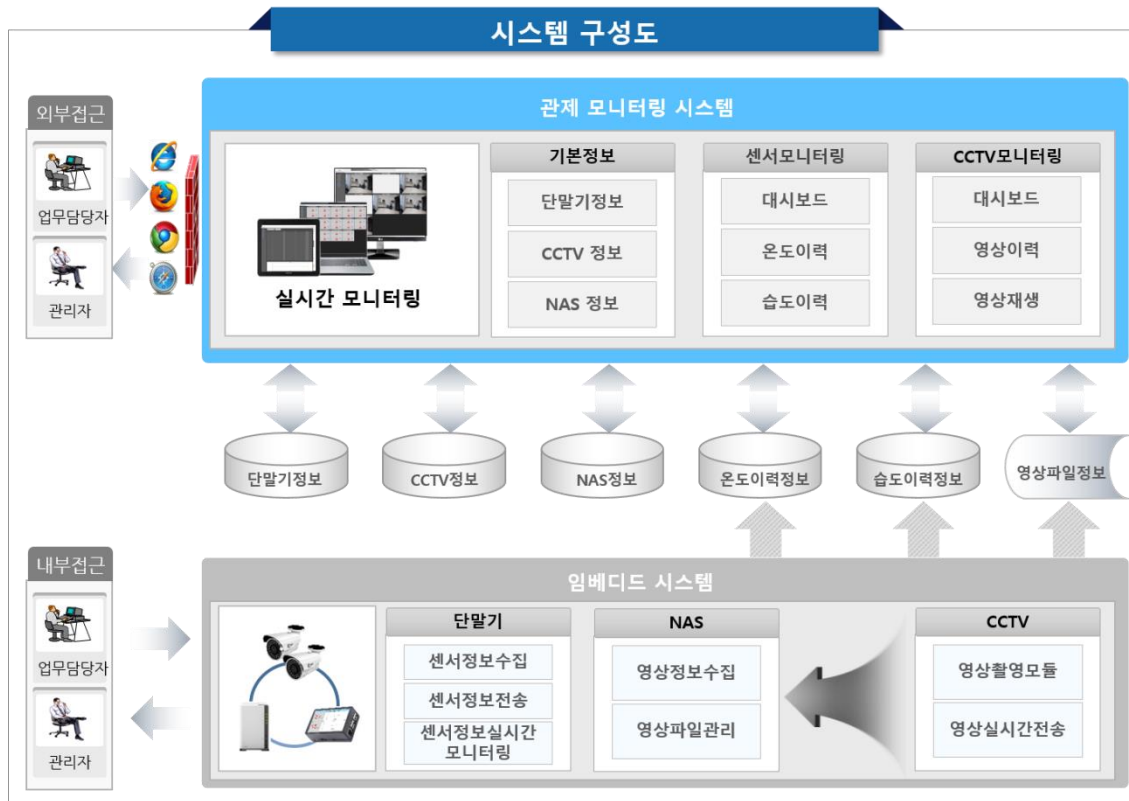 시스템 구성도
외부접근
업무담당자
관리자
관제 모니터링 시스템
실시간 모니터링
기본정보
단말기정보
CCTV 정보
NAS 정보
센서모니터링
대시보드
온도이력
습도이력
CCTV모니터링
대시보드
영상이력
영상재생
단말기정보
CCTV정보
NAS정보
온도이력정보
습도이력정보
영상파일정보
내부접근
업무담당자
관리자
임베디드 시스템
단말기
센서정보수집
센서정보전송
센서정보실시간
모니터링
NAS
영상정보수집
영상파일관리
CCTV
영상촬영모듈
영상실시간전송